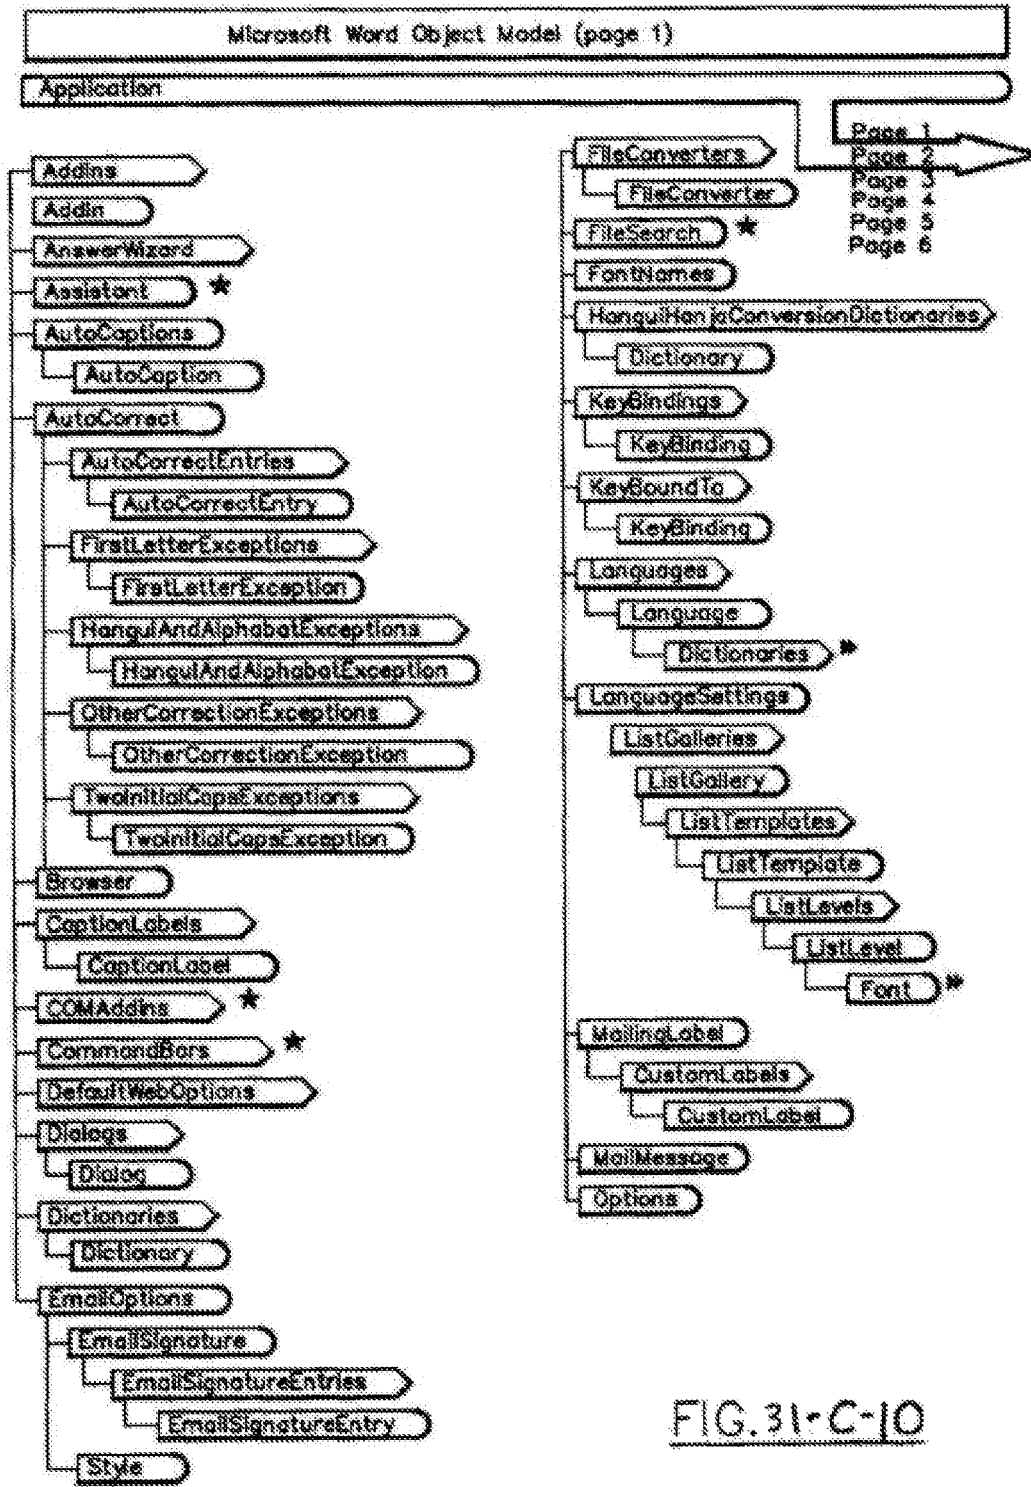 Microsoft Word Object Model (page 1)
Application
Page 1
Page 2
Page 3
Page 4
Page 5
Page 6
Addins
Addin
AnswerWizard
Assistant
AutoCaptions
AutoCaption
AutoCorrect
AutoCorrectEntries
AutoCorrectEntry
FirstLetterExceptions
FirstLetterException
HangulAndAlphabatExceptions
HangulAndAlphabatException
OtherCorrectionExceptions
OtherCorrectionException
TwoInitialCapsExceptions
TwoInitialCapsException
Browser
CaptionLabels
CaptionLabel
COMAddins
CommandBars
DefaultWebOptions
Dialogs
Dialog
Dictionaries
Dictionary
EmailOptions
EmailSignature
EmailSignatureEntries
EmailSignatureEntry
Style
FileConverters
FileConverter
FileSearch
FontNames
HanguiHanjaConversionDictionaries
Dictionary
KeyBindings
KeyBinding
KeyBoundTo
KeyBinding
Languages
Language
Dictionaries
LanguageSettings
ListGalleries
ListGallery
ListTemplates
ListTemplate
ListLevels
ListLevel
Font
MailingLabel
CustomLabels
CustomLabel
MailMessage
Options
FIG.31-C-10